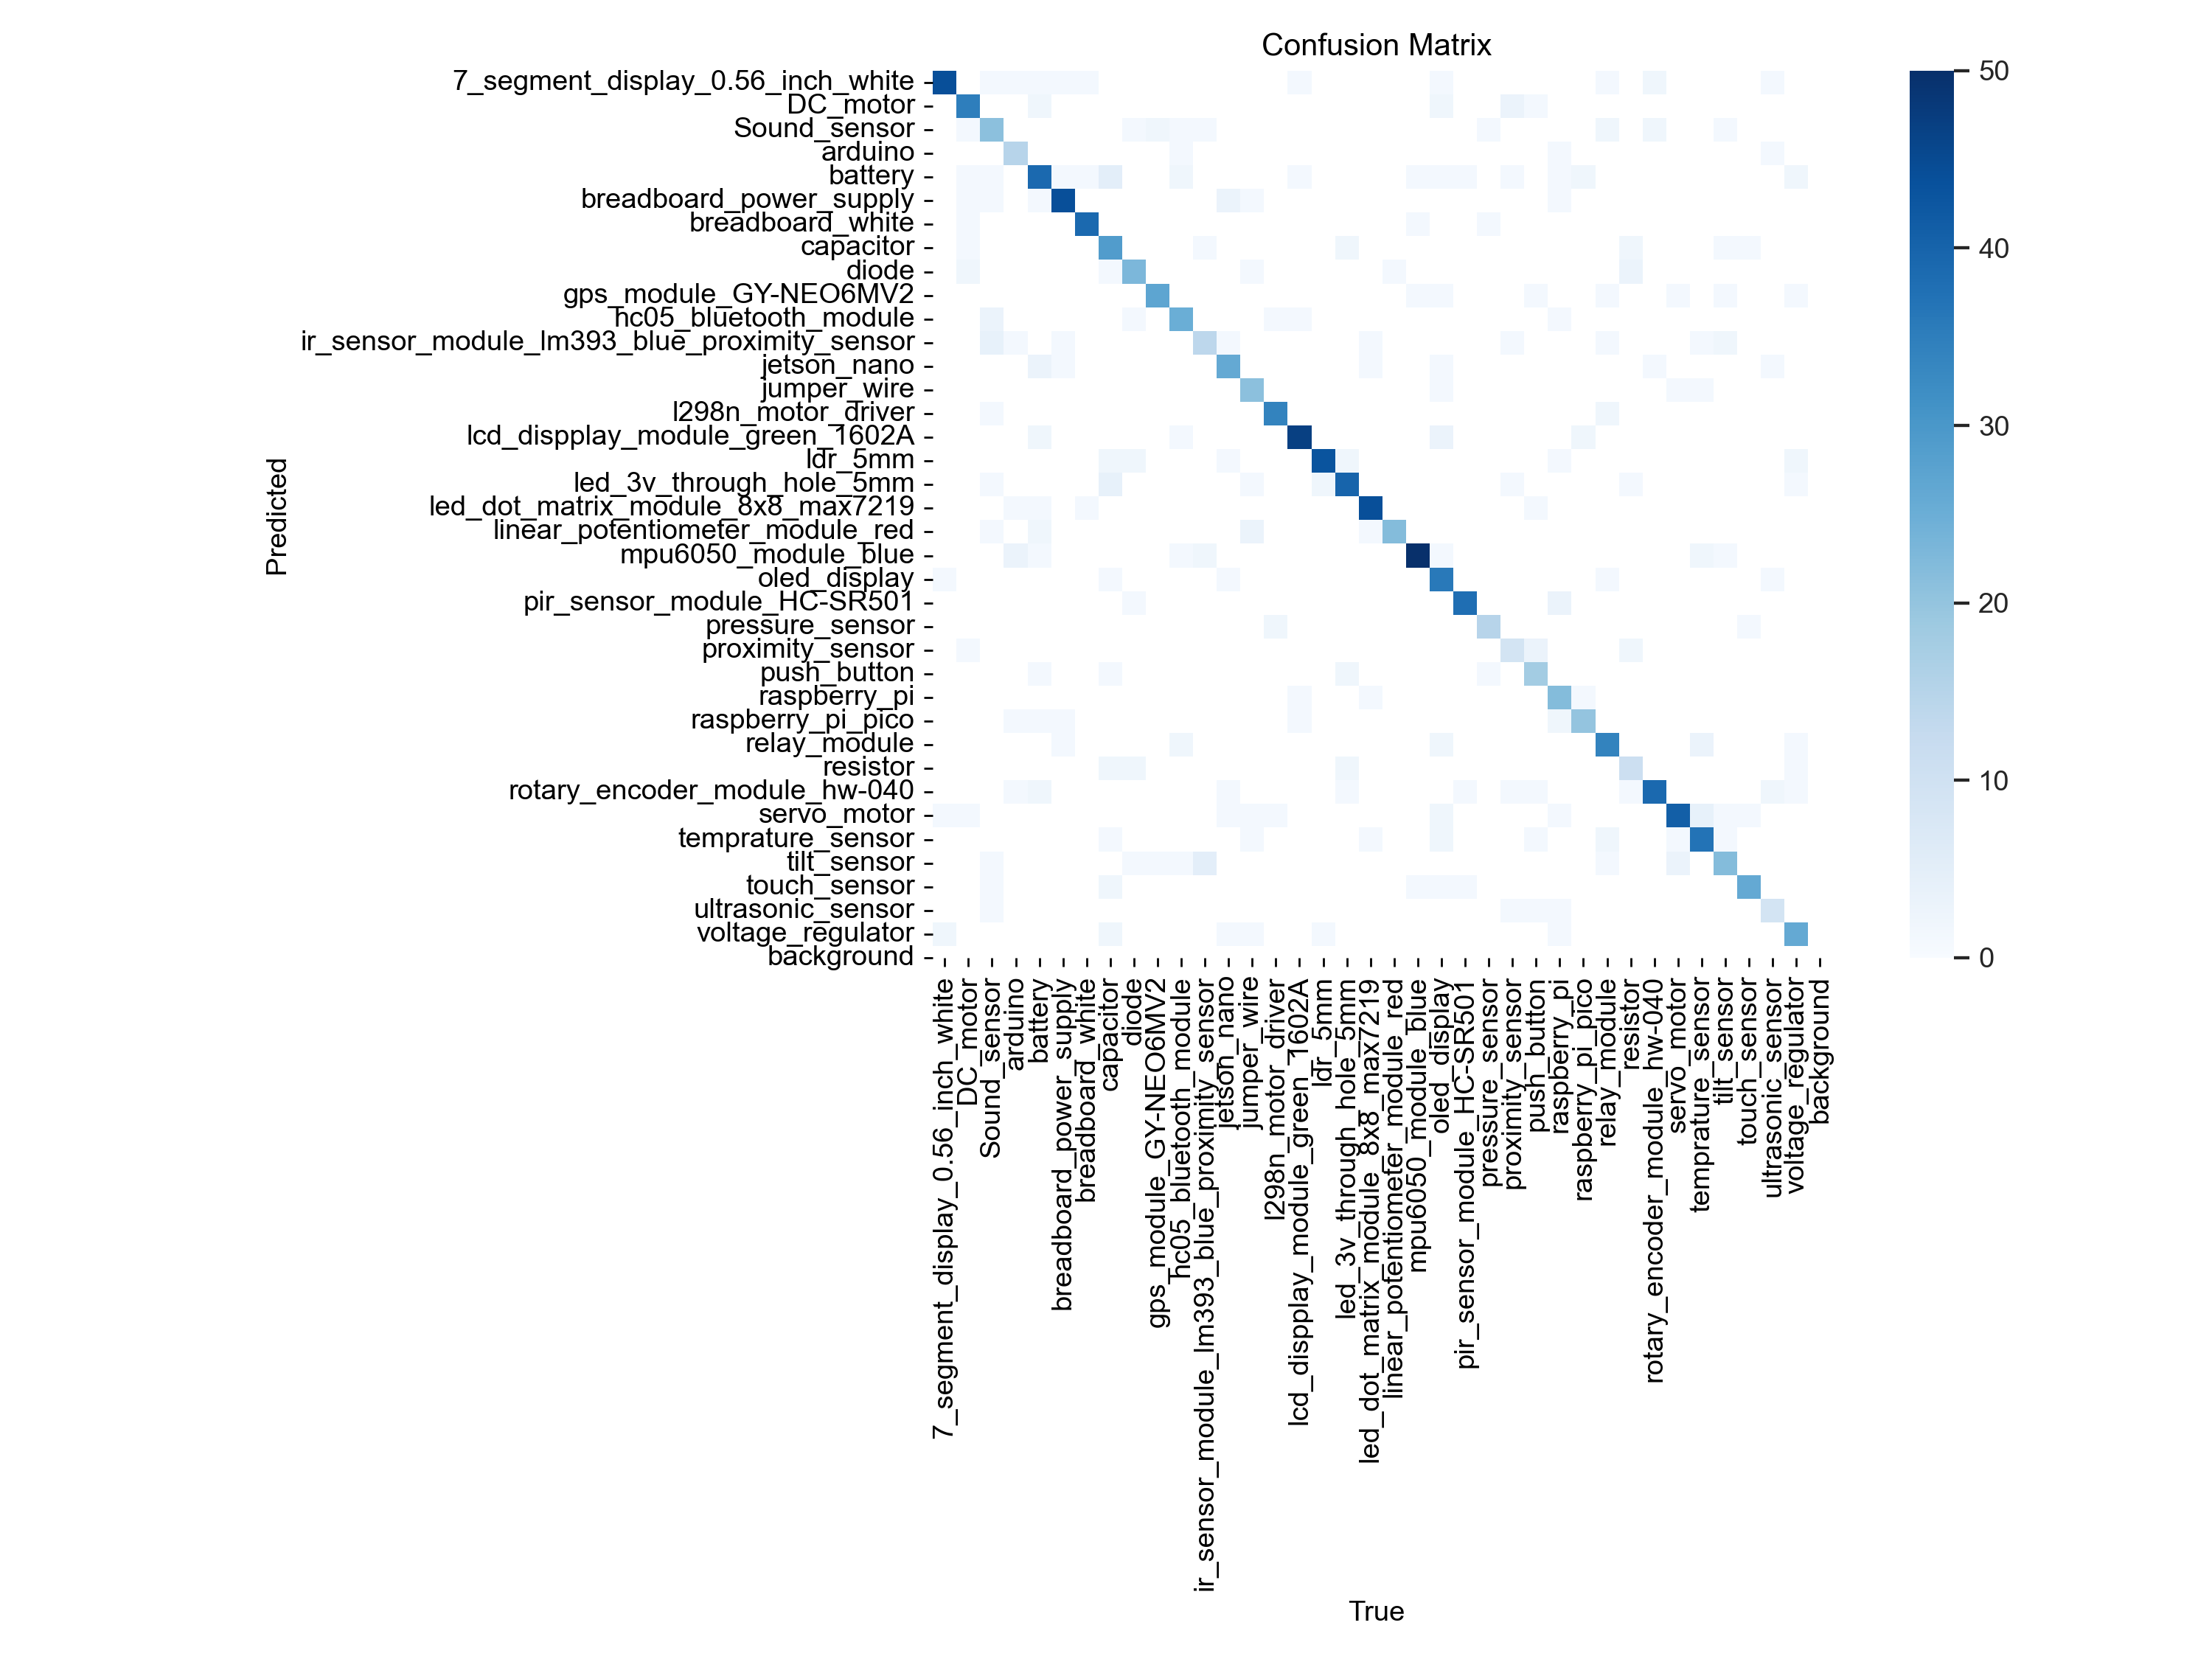 Confusion Matrix
7_segment_display_0.56_inch_white
DC_motor
Sound_sensor
arduino
battery
breadboard_power_supply
breadboard_white
capacitor
diode
gps_module_GY-NEO6MV2
hc05_bluetooth_module
ir_sensor_module_lm393_blue_proximity_sensor
jetson_nano
jumper_wire
l298n_motor_driver
lcd_dispplay_module_green_1602A
ldr_5mm
led_3v_through_hole_5mm
led_dot_matrix_module_8x8_max7219
linear_potentiometer_module_red
mpu6050_module_blue
oled_display
pir_sensor_module_HC-SR501
pressure_sensor
proximity_sensor
push_button
raspberry_pi
raspberry_pi_pico
relay_module
resistor
rotary_encoder_module_hw-040
servo_motor
temprature_sensor
tilt_sensor
touch_sensor
ultrasonic_sensor
voltage_regulator
background
Predicted
7_segment_display_0.56_inch_white
DC_motor
Sound_sensor
arduino
battery
breadboard_power_supply
breadboard_white
capacitor
diode
gps_module_GY-NEO6MV2
hc05_bluetooth_module
ir_sensor_module_lm393_blue_proximity_sensor
jetson_nano
jumper_wire
l298n_motor_driver
lcd_dispplay_module_green_1602A
ldr_5mm
led_3v_through_hole_5mm
led_dot_matrix_module_8x8_max7219
linear_potentiometer_module_red
mpu6050_module_blue
oled_display
pir_sensor_module_HC-SR501
pressure_sensor
proximity_sensor
push_button
raspberry_pi
raspberry_pi_pico
relay_module
resistor
rotary_encoder_module_hw-040
servo_motor
temprature_sensor
tilt_sensor
touch_sensor
ultrasonic_sensor
voltage_regulator
background
True
50
40
30
20
10
0